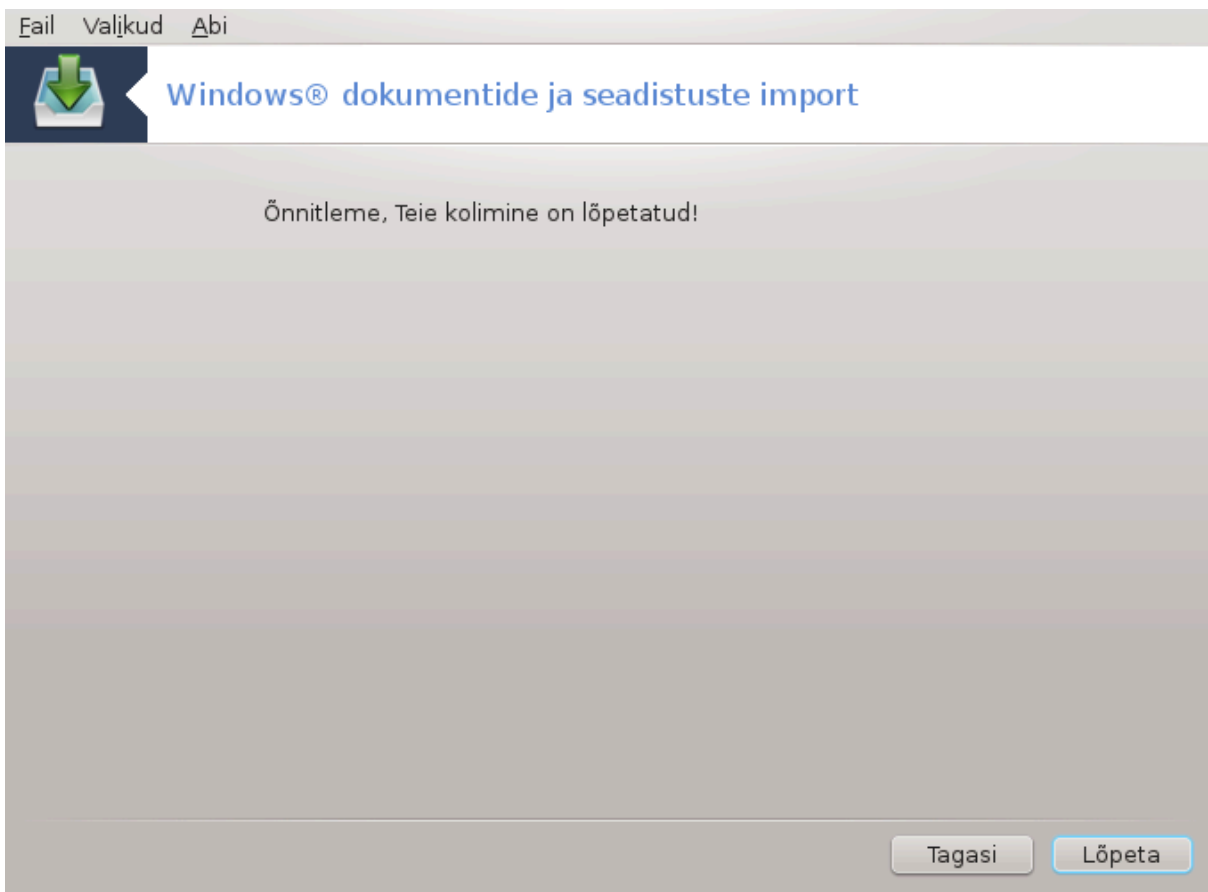 Fail Valikud Abi
Windows® dokumentide ja seadistuste import
Õnnitleme, Teie kolimine on lõpetatud!
Tagasi Lõpeta